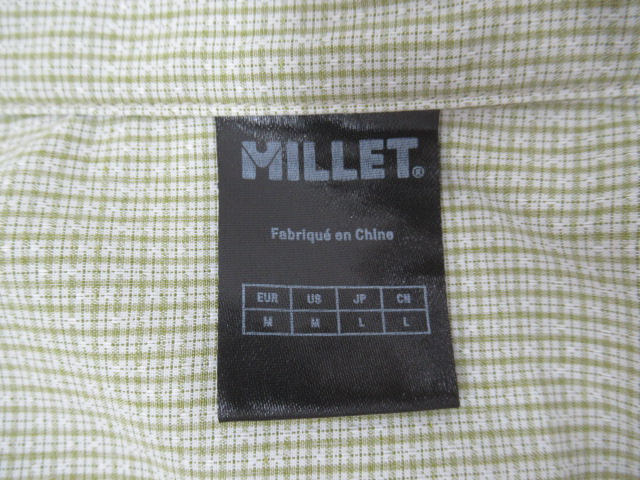 MILLET®
Fabriqué en Chine
EUR US JP CN
M M L L